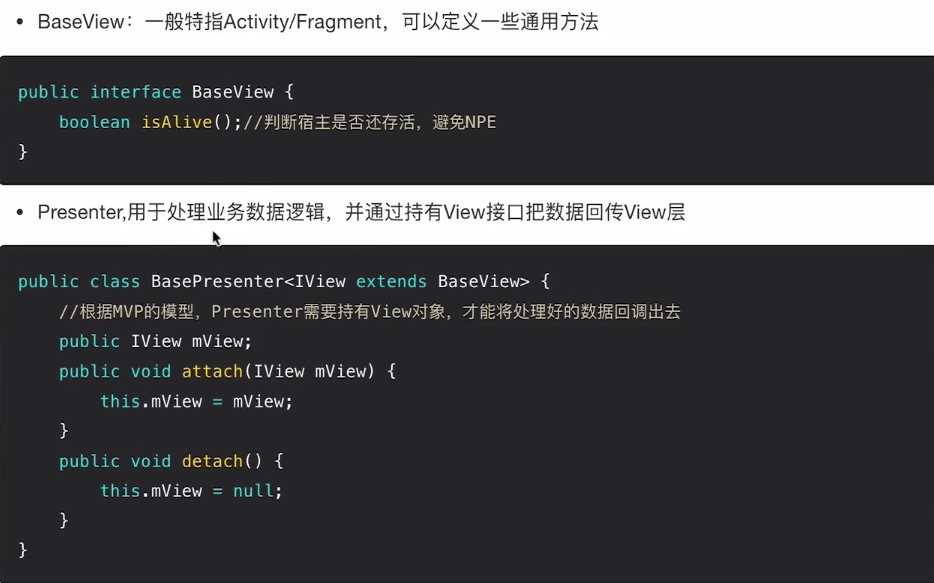 • BaseView：一般特指Activity/Fragment，可以定义一些通用方法
public interface BaseView {
    boolean isAlive();//判断宿主是否还存活，避免NPE
}
• Presenter,用于处理业务数据逻辑，并通过持有View接口把数据回传View层
public class BasePresenter<IView extends BaseView> {
    //根据MVP的模型，Presenter需要持有View对象，才能将处理好的数据回调出去
    public IView mView;
    public void attach(IView mView) {
        this.mView = mView;
    }
    public void detach() {
        this.mView = null;
    }
}